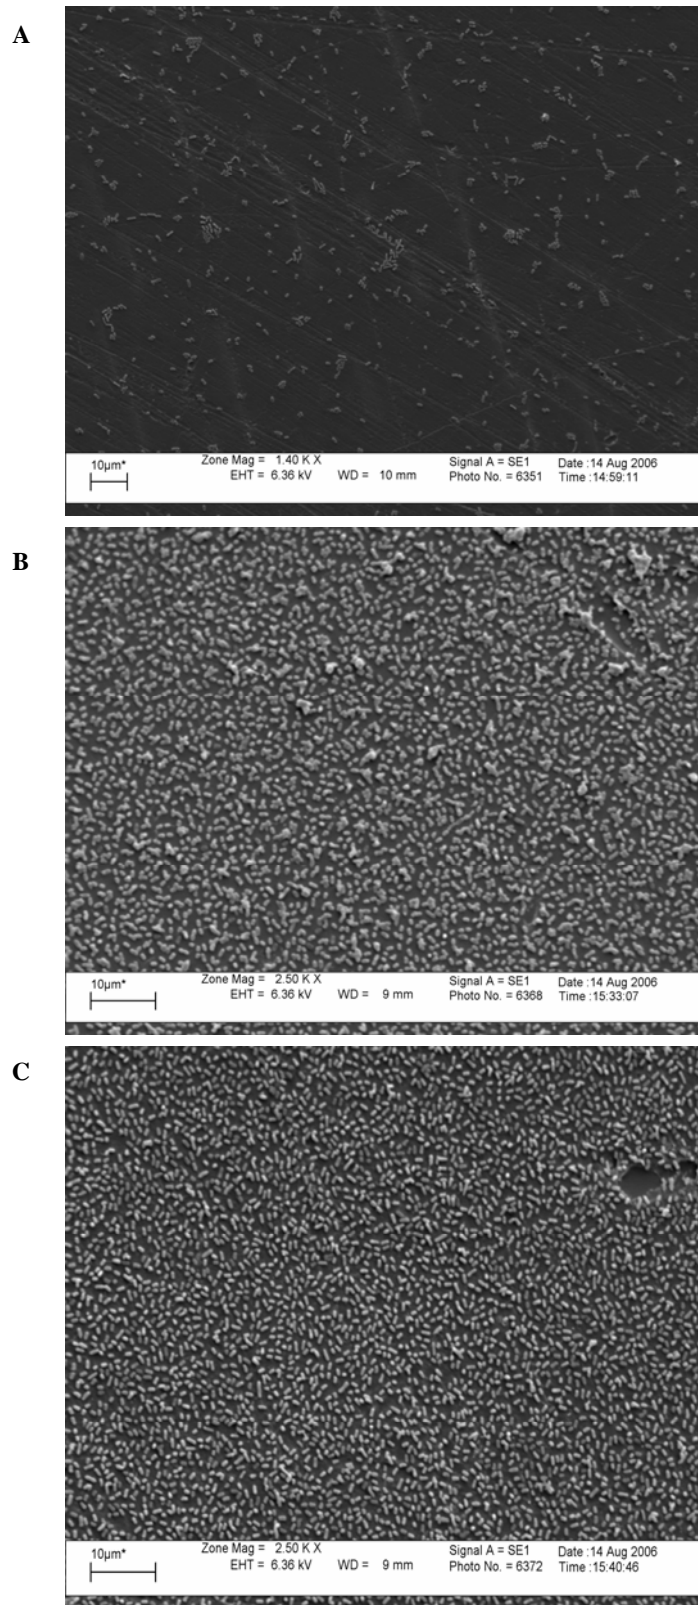 A
10µm*
Zone Mag = 1.40 K X
Signal A = SE1
Date :14 Aug 2006
EHT = 6.36 kV
WD = 10 mm
Photo No. = 6351
Time :14:59:11
B
10µm*
Zone Mag = 2.50 K X
Signal A = SE1
Date :14 Aug 2006
EHT = 6.36 kV
WD = 9 mm
Photo No. = 6368
Time :15:33:07
C
10µm*
Zone Mag = 2.50 K X
Signal A = SE1
Date :14 Aug 2006
EHT = 6.36 kV
WD = 9 mm
Photo No. = 6372
Time :15:40:46